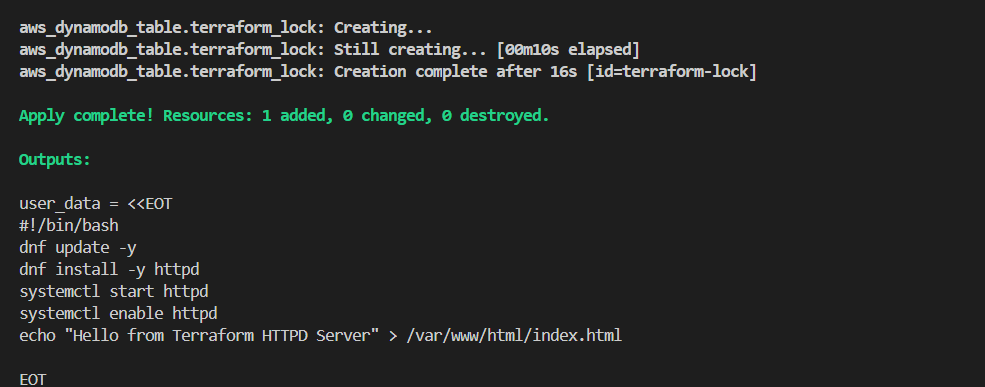 aws_dynamodb_table.terraform_lock: Creating...
aws_dynamodb_table.terraform_lock: Still creating... [00m10s elapsed]
aws_dynamodb_table.terraform_lock: Creation complete after 16s [id=terraform-lock]
Apply complete! Resources: 1 added, 0 changed, 0 destroyed.
Outputs:
user_data = <<EOT
#!/bin/bash
dnf update -y
dnf install -y httpd
systemctl start httpd
systemctl enable httpd
echo "Hello from Terraform HTTPD Server" > /var/www/html/index.html
EOT